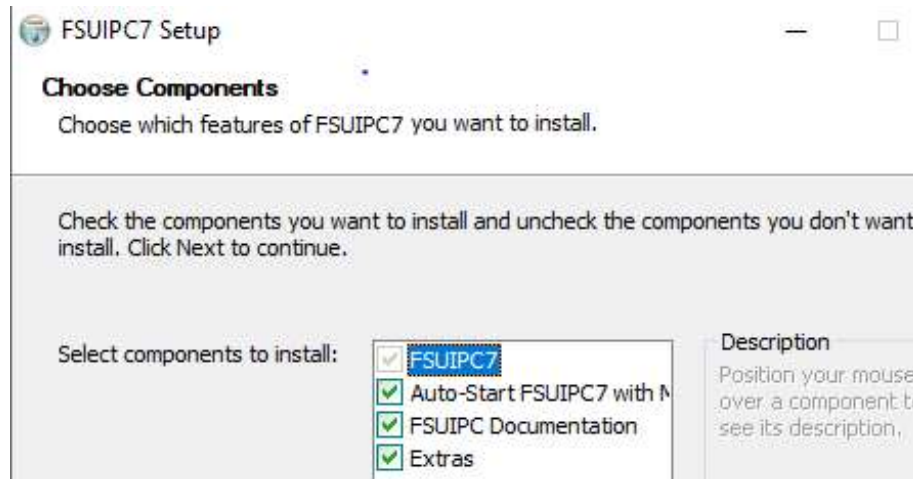 FSUIPC7 Setup
Choose Components
Choose which features of FSUIPC7 you want to install.
Check the components you want to install and uncheck the components you don't want
install. Click Next to continue.
Select components to install:
FSUIPC7
Auto-Start FSUIPC7 with M
FSUIPC Documentation
Extras
Description
Position your mouse
over a component t
see its description.